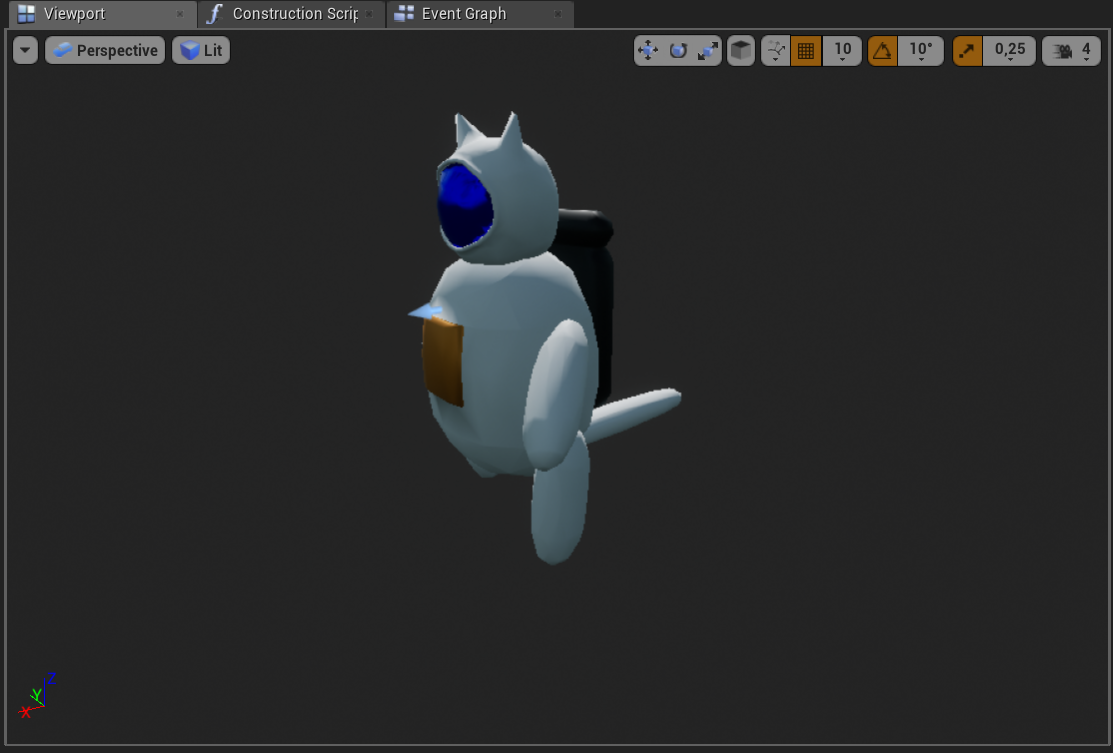 Viewport
Construction Scrip
Event Graph
Perspective
Lit
10
10°
0,25
4
Z
Y
X